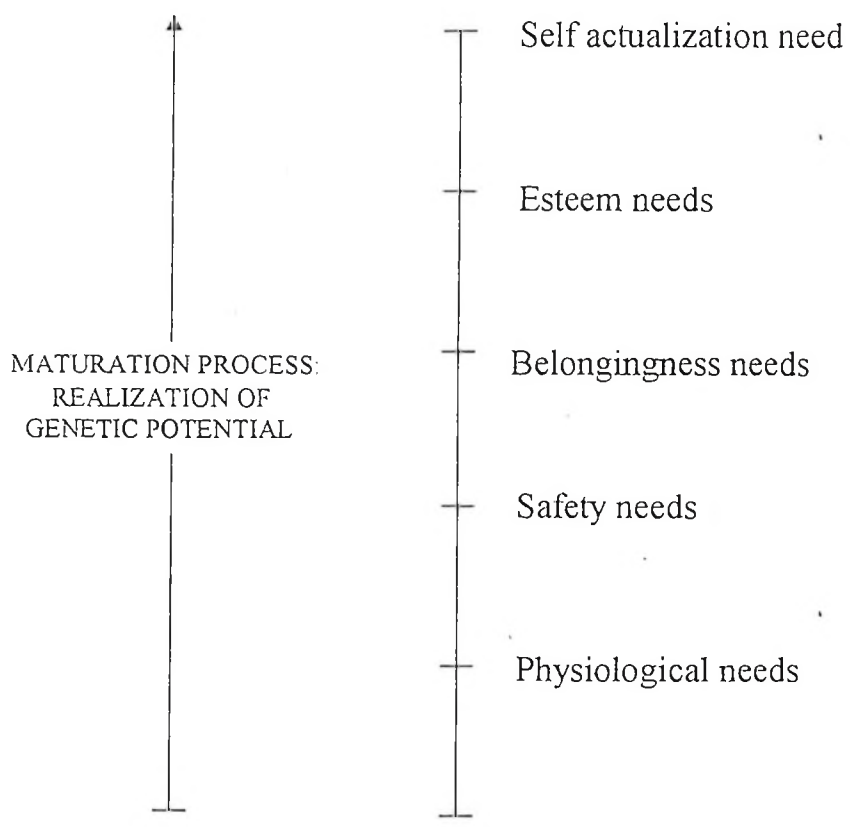 Self actualization need
Esteem needs
MATURATION PROCESS:
REALIZATION OF
GENETIC POTENTIAL
Belongingness needs
Safety needs
Physiological needs